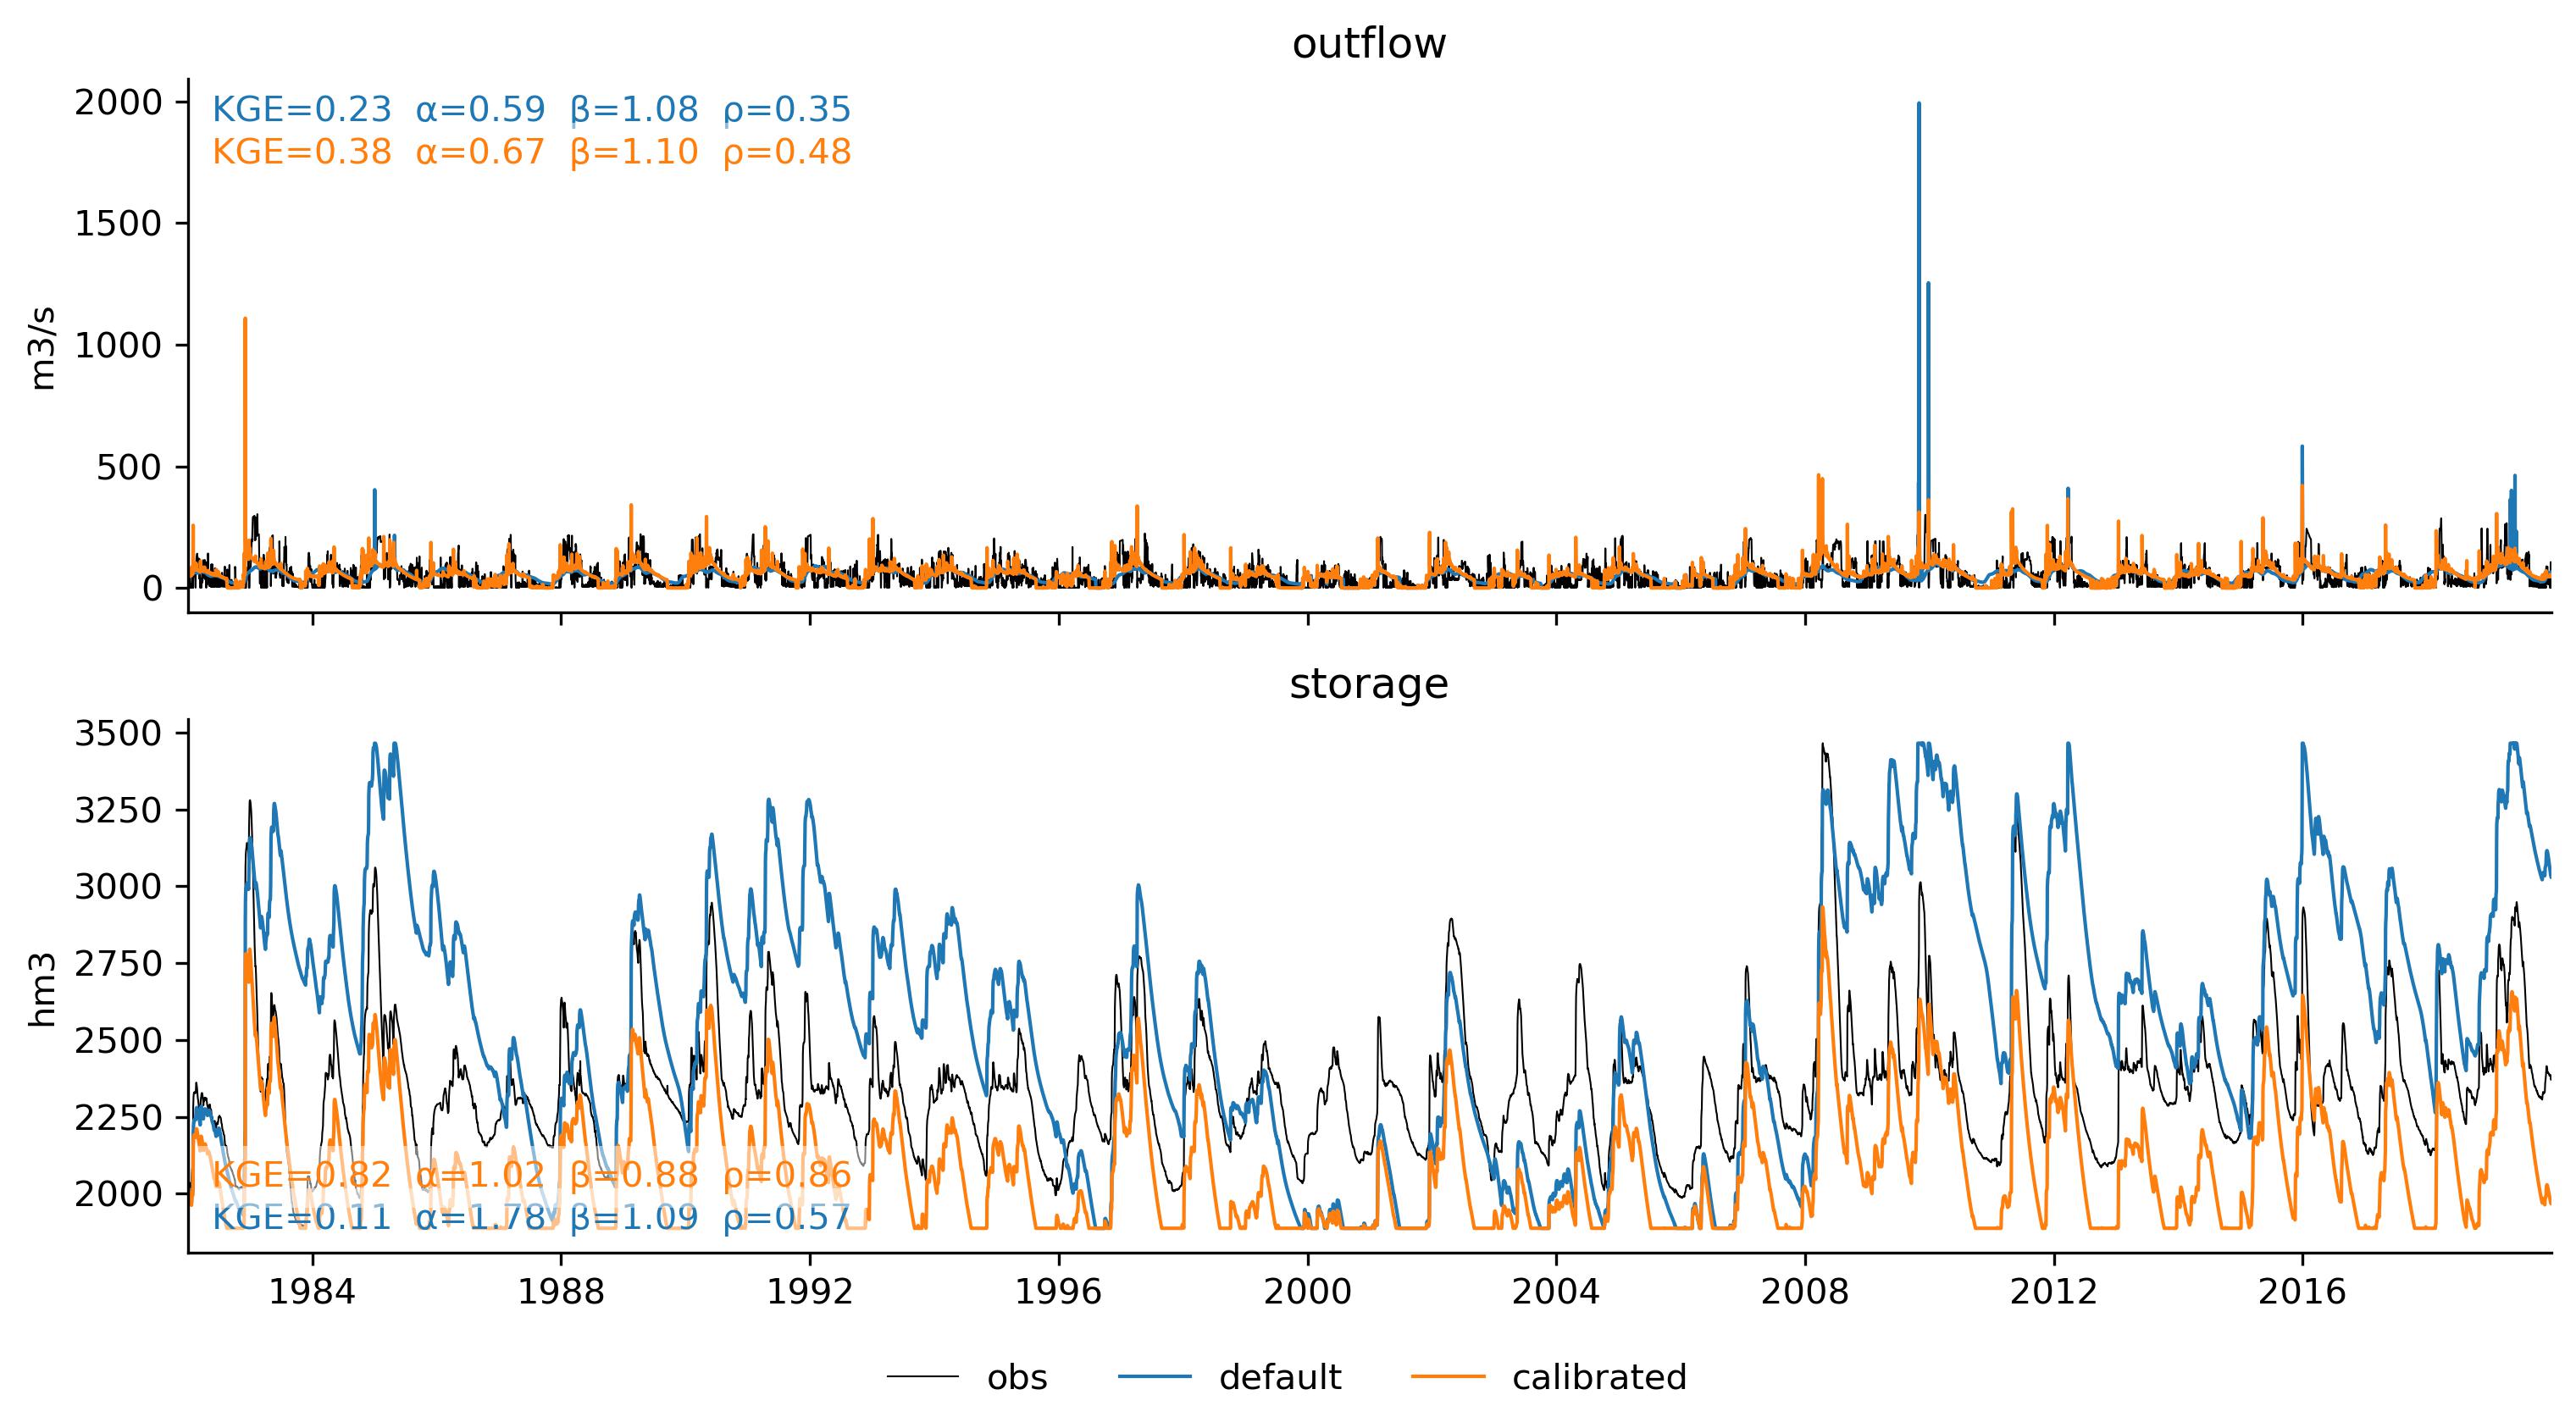 outflow
2000
1500
1000
500
0
m3/s
KGE=0.23 α=0.59 β=1.08 ρ=0.35
KGE=0.38 α=0.67 β=1.10 ρ=0.48
storage
3500
3250
3000
2750
2500
2250
2000
hm3
KGE=0.82 α=1.02 β=0.88 ρ=0.86
KGE=0.11 α=1.78 β=1.09 ρ=0.57
1984 1988 1992 1996 2000 2004 2008 2012 2016
obs default calibrated